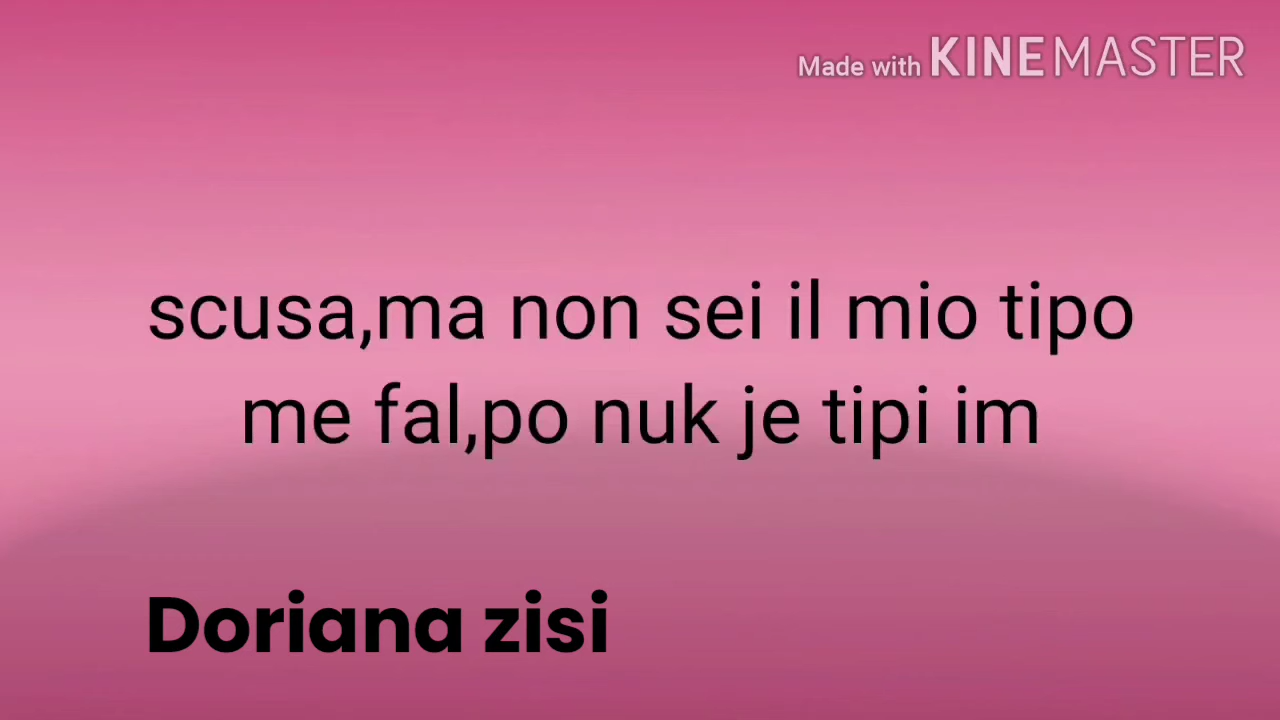 Made with KINEMASTER
scusa,ma non sei il mio tipo
me fal,po nuk je tipi im
Doriana zisi